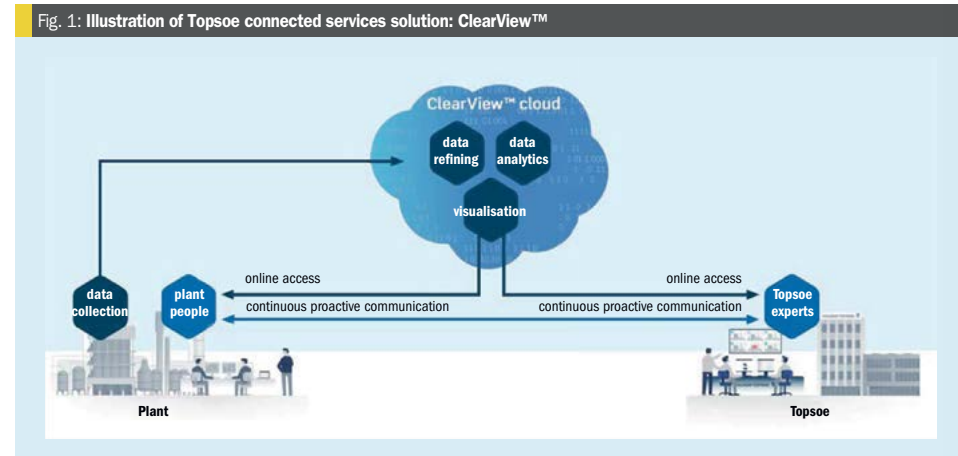 Fig. 1: Illustration of Topsoe connected services solution: ClearView™
ClearView™ cloud
data
refining
data
analytics
visualisation
online access
online access
data
collection
plant
people
continuous proactive communication
continuous proactive communication
Topsoe
experts
Plant
Topsoe